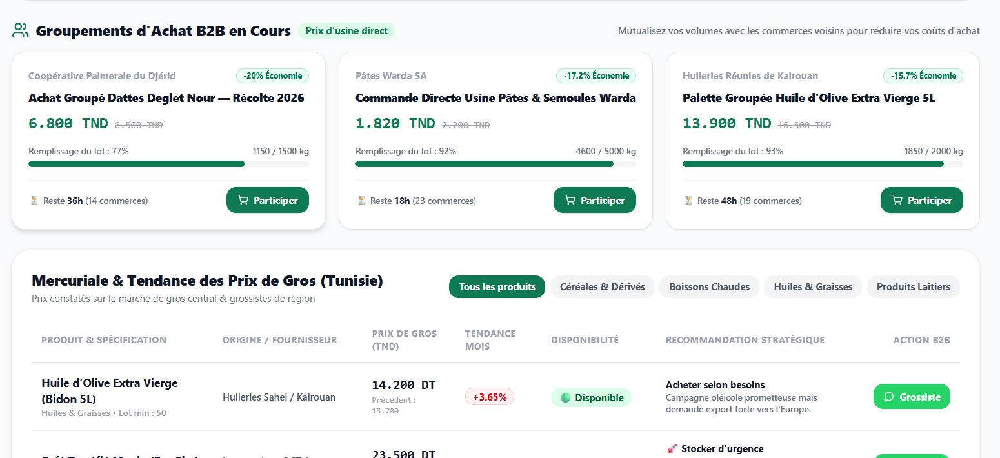 Groupements d'Achat B2B en Cours
Prix d'usine direct
Mutualisez vos volumes avec les commerces voisins pour réduire vos coûts d'achat
Coopérative Palmeraie du Djérid
-20% Économie
Achat Groupé Dattes Deglet Nour — Récolte 2026
6.800 TND 8.500 TND
Remplissage du lot : 77%
1150 / 1500 kg
⏳ Reste 36h (14 commerces)
Participer
Pâtes Warda SA
-17.2% Économie
Commande Directe Usine Pâtes & Semoules Warda
1.820 TND 2.200 TND
Remplissage du lot : 92%
4600 / 5000 kg
⏳ Reste 18h (23 commerces)
Participer
Huileries Réunies de Kairouan
-15.7% Économie
Palette Groupée Huile d'Olive Extra Vierge 5L
13.900 TND 16.500 TND
Remplissage du lot : 93%
1850 / 2000 kg
⏳ Reste 48h (19 commerces)
Participer
Mercuriale & Tendance des Prix de Gros (Tunisie)
Prix constatés sur le marché de gros central & grossistes de région
Tous les produits
Céréales & Dérivés
Boissons Chaudes
Huiles & Graisses
Produits Laitiers
PRODUIT & SPÉCIFICATION
ORIGINE / FOURNISSEUR
PRIX DE GROS
(TND)
TENDANCE
MOIS
DISPONIBILITÉ
RECOMMANDATION STRATÉGIQUE
ACTION B2B
Huile d'Olive Extra Vierge
(Bidon 5L)
Huiles & Graisses • Lot min : 50
Huileries Sahel / Kairouan
14.200 DT
Précédent:
13.700
+3.65%
Disponible
Acheter selon besoins
Campagne oléicole prometteuse mais
demande export forte vers l'Europe.
Grossiste
23.500 DT
🚀 Stocker d'urgence